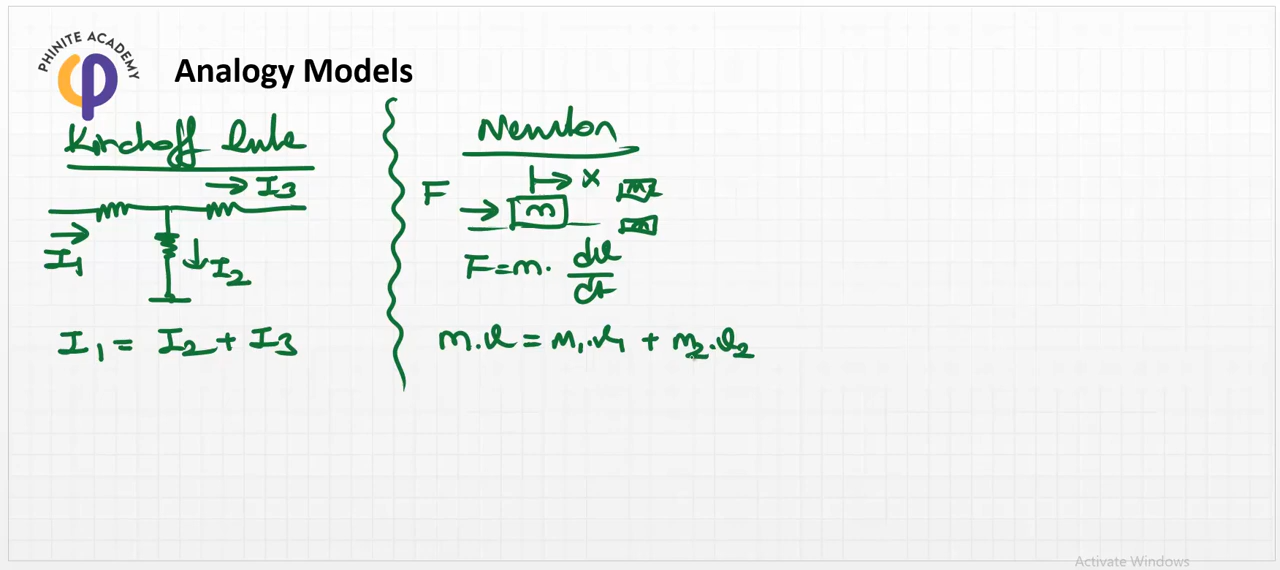 PHINITE ACADEMY
Analogy Models
Kirchoff Rule
I3
I1
I2
I1 = I2 + I3
Newton
F
x
m
m2
m
F=m. dv/dt
m.v = m1.v1 + m2.v2
Activate Windows